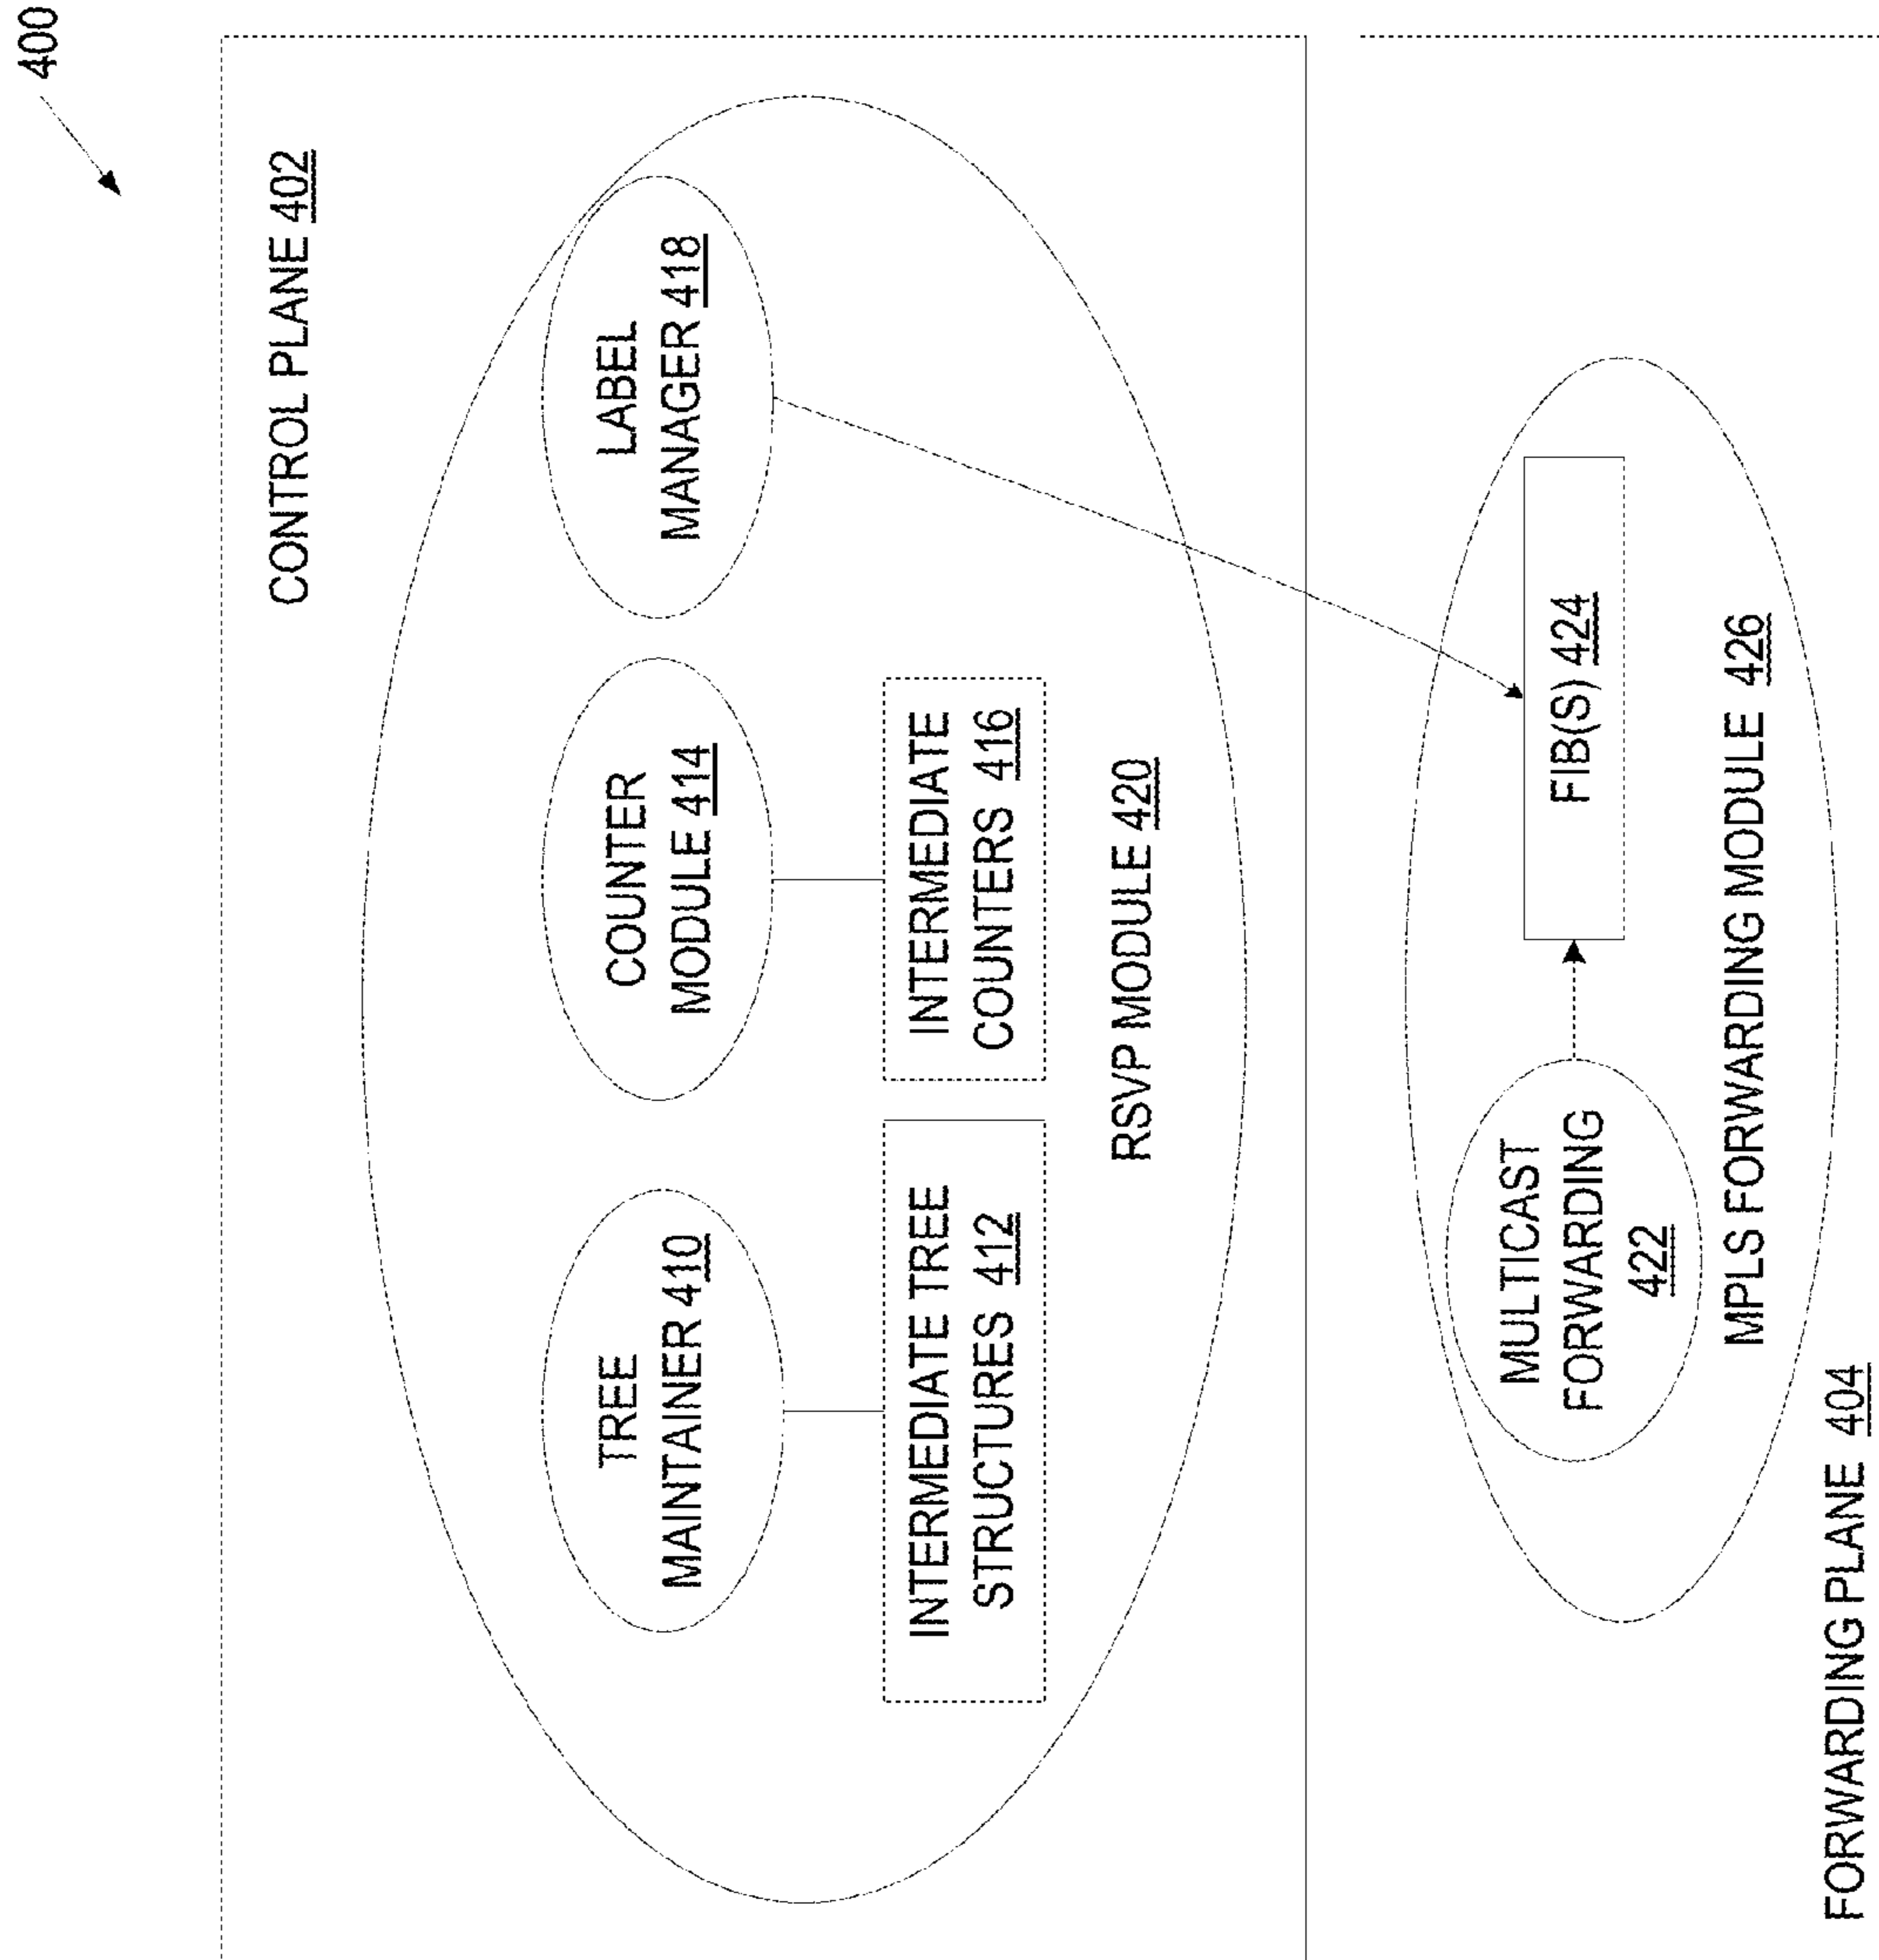 400
CONTROL PLANE 402
TREE
MAINTAINER 410
COUNTER
MODULE 414
LABEL
MANAGER 418
INTERMEDIATE TREE
STRUCTURES 412
INTERMEDIATE
COUNTERS 416
RSVP MODULE 420
MULTICAST
FORWARDING
422
FIB(S) 424
MPLS FORWARDING MODULE 426
FORWARDING PLANE 404